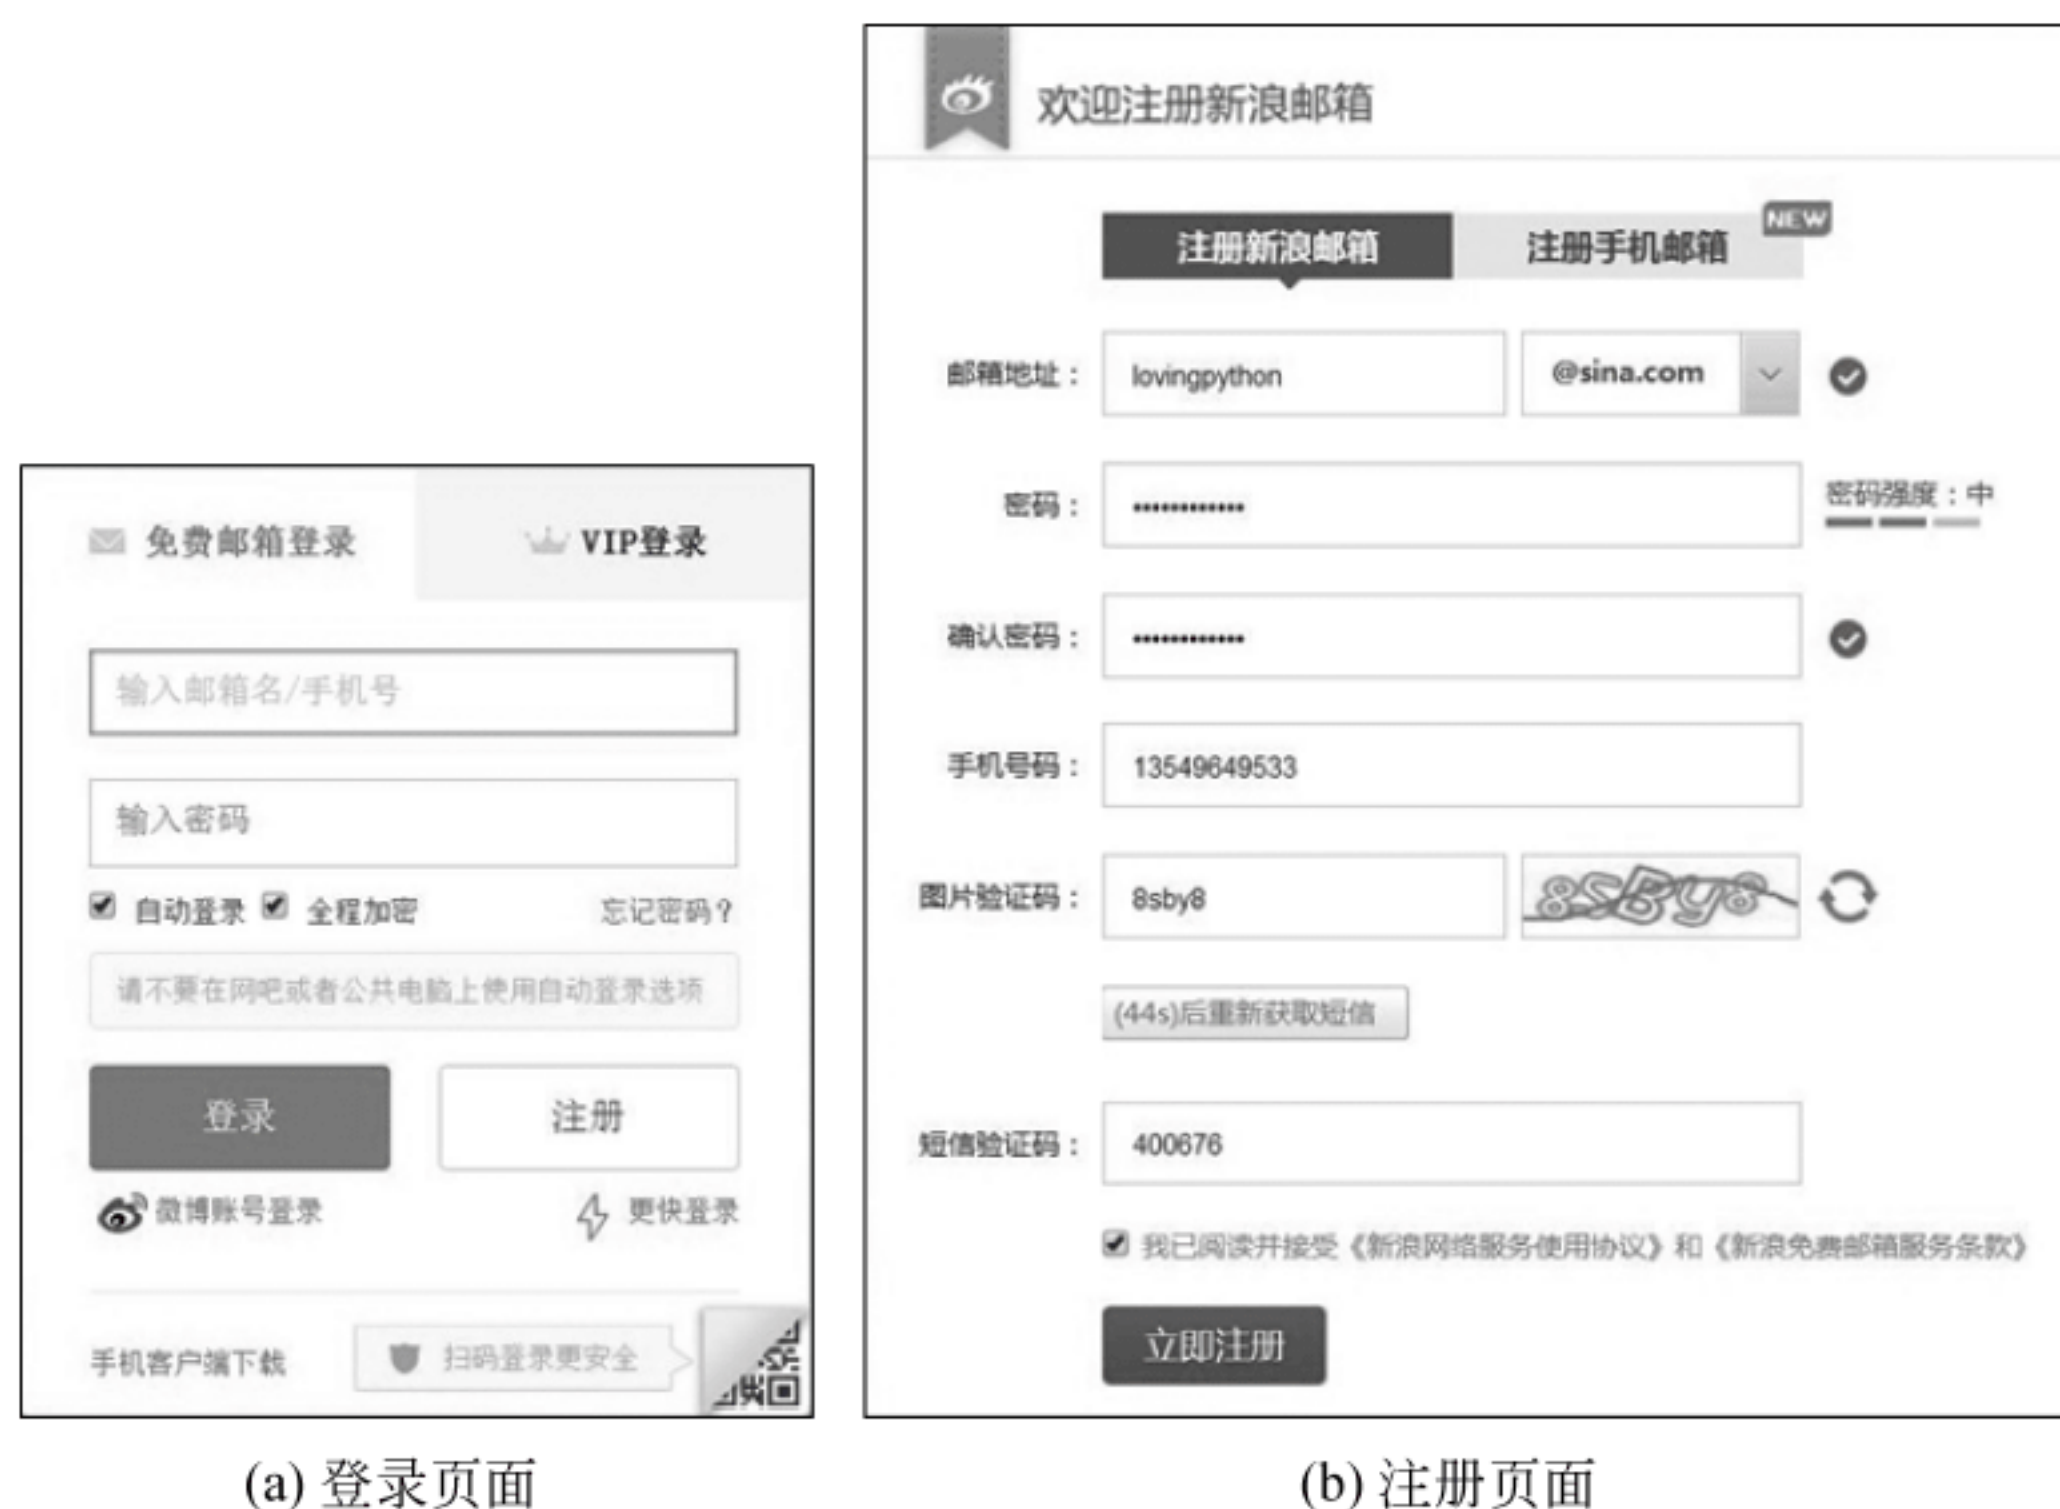 免费邮箱登录 VIP登录
输入邮箱名/手机号
输入密码
自动登录 全程加密 忘记密码?
请不要在网吧或者公共电脑上使用自动登录选项
登录 注册
微博账号登录 更快登录
手机客户端下载 扫码登录更安全
(a) 登录页面
欢迎注册新浪邮箱
注册新浪邮箱 注册手机邮箱 NEW
邮箱地址: lovingpython @sina.com
密码: •••••••••••• 密码强度:中
确认密码: ••••••••••••
手机号码: 13549649533
图片验证码: 8sby8 8SBy8
(44s)后重新获取短信
短信验证码: 400676
我已阅读并接受《新浪网络服务使用协议》和《新浪免费邮箱服务条款》
立即注册
(b) 注册页面